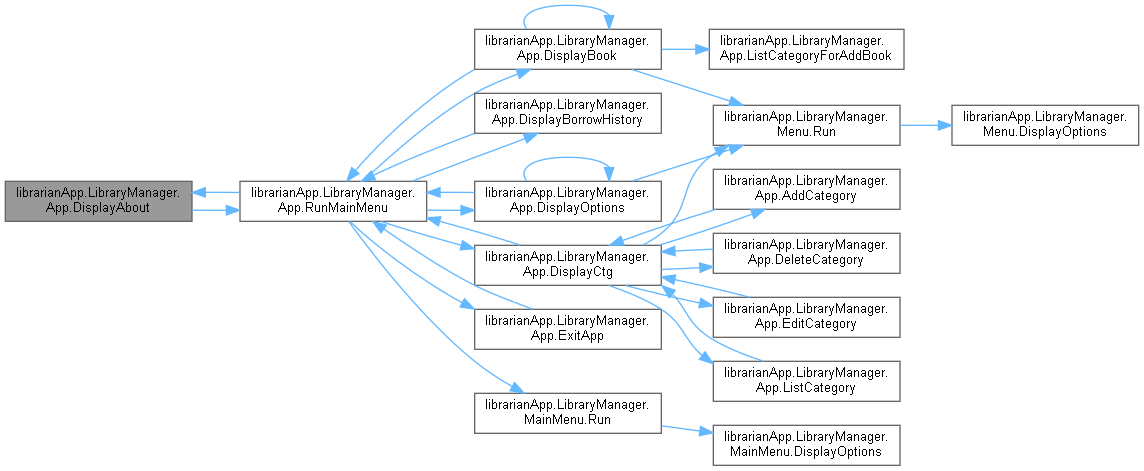 librarianApp.LibraryManager.
App.DisplayAbout
librarianApp.LibraryManager.
App.RunMainMenu
librarianApp.LibraryManager.
App.DisplayBook
librarianApp.LibraryManager.
App.DisplayBorrowHistory
librarianApp.LibraryManager.
App.DisplayOptions
librarianApp.LibraryManager.
App.DisplayCtg
librarianApp.LibraryManager.
App.ExitApp
librarianApp.LibraryManager.
MainMenu.Run
librarianApp.LibraryManager.
App.ListCategoryForAddBook
librarianApp.LibraryManager.
Menu.Run
librarianApp.LibraryManager.
App.AddCategory
librarianApp.LibraryManager.
App.DeleteCategory
librarianApp.LibraryManager.
App.EditCategory
librarianApp.LibraryManager.
App.ListCategory
librarianApp.LibraryManager.
MainMenu.DisplayOptions
librarianApp.LibraryManager.
Menu.DisplayOptions